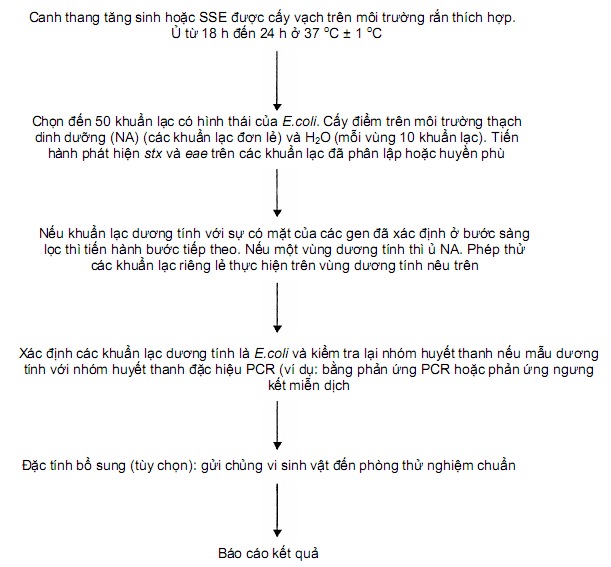 Canh thang tăng sinh hoặc SSE được cấy vạch trên môi trường rắn thích hợp.
Ủ từ 18 h đến 24 h ở 37 ºC ± 1 ºC
Chọn đến 50 khuẩn lạc có hình thái của E.coli. Cấy điểm trên môi trường thạch
dinh dưỡng (NA) (các khuẩn lạc đơn lẻ) và H₂O (mỗi vùng 10 khuẩn lạc). Tiến
hành phát hiện stx và eae trên các khuẩn lạc đã phân lập hoặc huyền phù
Nếu khuẩn lạc dương tính với sự có mặt của các gen đã xác định ở bước sàng
lọc thì tiến hành bước tiếp theo. Nếu một vùng dương tính thì ủ NA. Phép thử
các khuẩn lạc riêng lẻ thực hiện trên vùng dương tính nêu trên
Xác định các khuẩn lạc dương tính là E.coli và kiểm tra lại nhóm huyết thanh nếu mẫu dương
tính với nhóm huyết thanh đặc hiệu PCR (ví dụ: bằng phản ứng PCR hoặc phản ứng ngưng
kết miễn dịch
Đặc tính bổ sung (tùy chọn): gửi chủng vi sinh vật đến phòng thử nghiệm chuẩn
Báo cáo kết quả